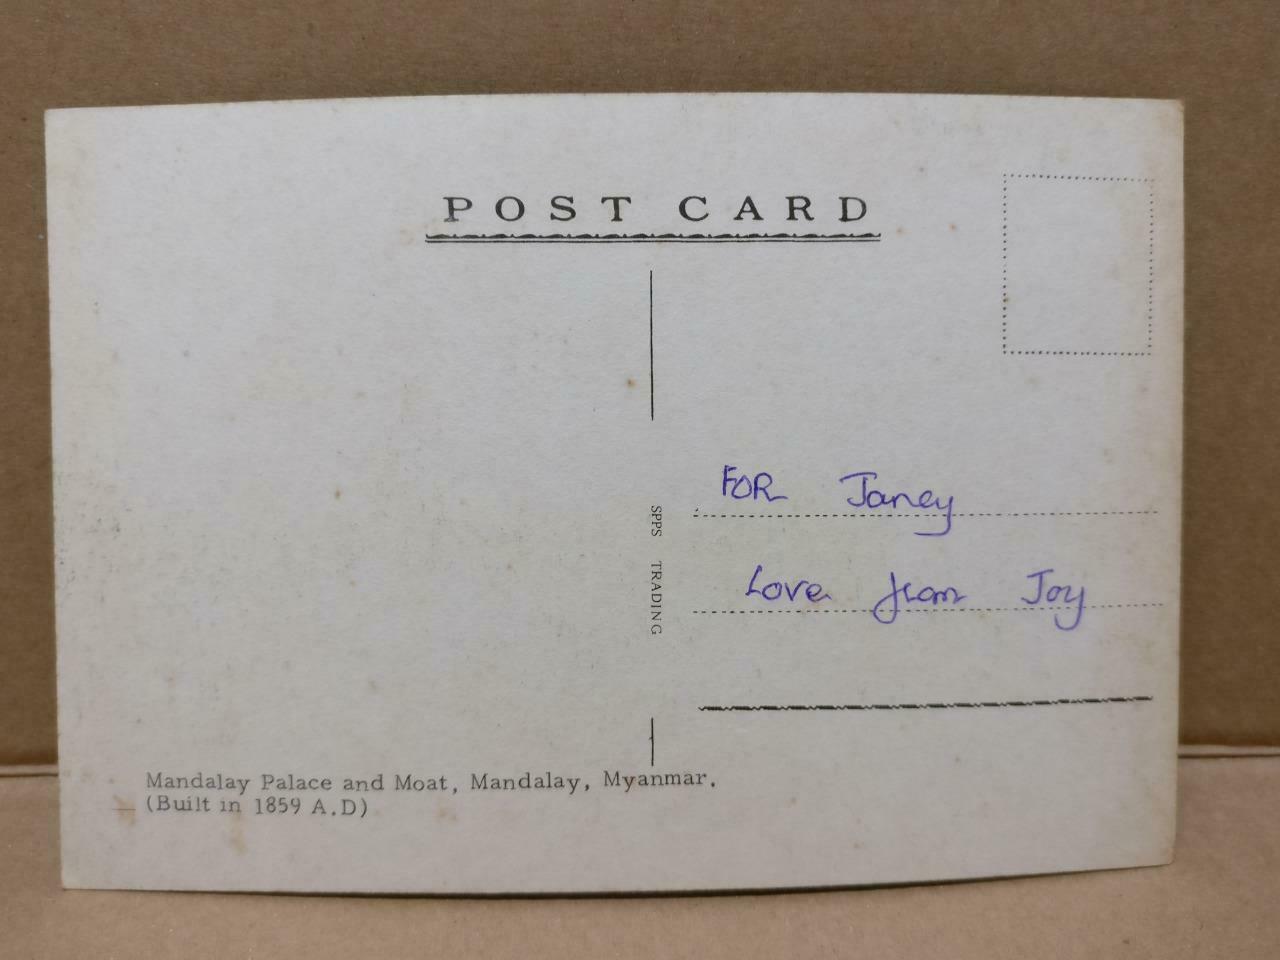 POST CARD
FOR Janey
Love from Joy
SPPS TRADING
Mandalay Palace and Moat, Mandalay, Myanmar.
(Built in 1859 A.D)